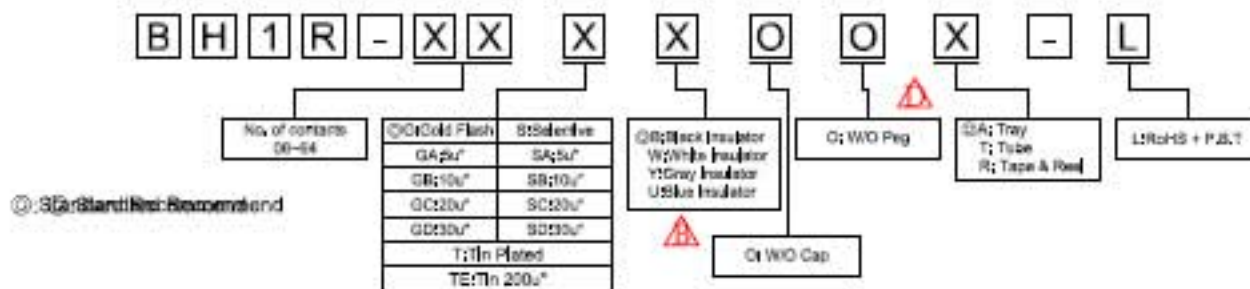 BH1R-XX X X O O X - L
No. of contacts
06~64
◎G:Gold Flash S:Selective
GA:5u" SA:5u"
GB:10u" SB:10u"
GC:20u" SC:20u"
GD:30u" SD:30u"
T:Tin Plated
TE:Tin 200u"
◎B:Black Insulator
W:White Insulator
Y:Gray Insulator
U:Blue Insulator
O: W/O Cap
O: W/O Peg
D
◎A: Tray
T: Tube
R: Tape & Reel
L:RoHS + P.S.T